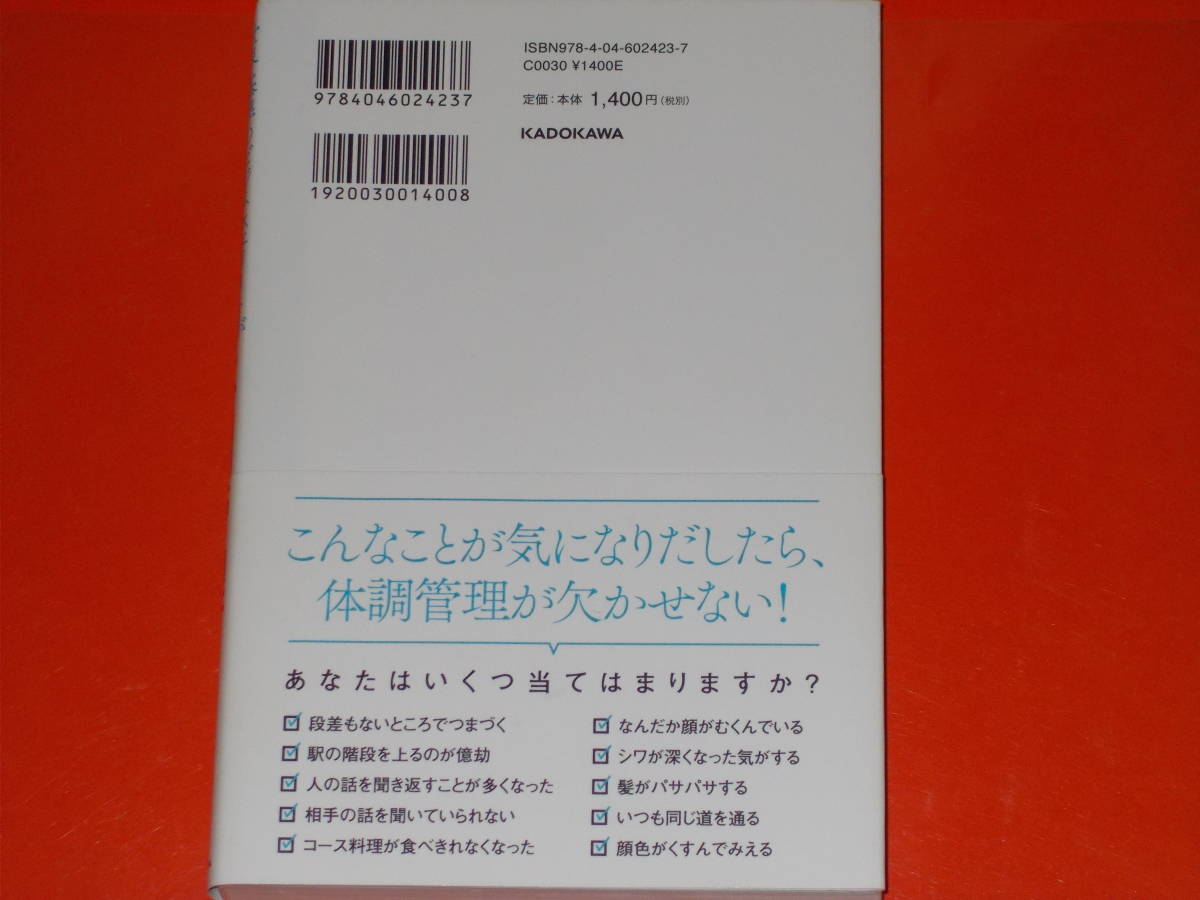 ISBN978-4-04-602423-7
C0030 ¥1400E
定価：本体 1,400円（税別）
KADOKAWA
9784046024237
1920030014008
こんなことが気になりだしたら、
体調管理が欠かせない！
あなたはいくつ当てはまりますか？
段差もないところでつまづく
駅の階段を上るのが億劫
人の話を聞き返すことが多くなった
相手の話を聞いていられない
コース料理が食べきれなくなった
なんだか顔がむくんでいる
シワが深くなった気がする
髪がパサパサする
いつも同じ道を通る
顔色がくすんでみえる